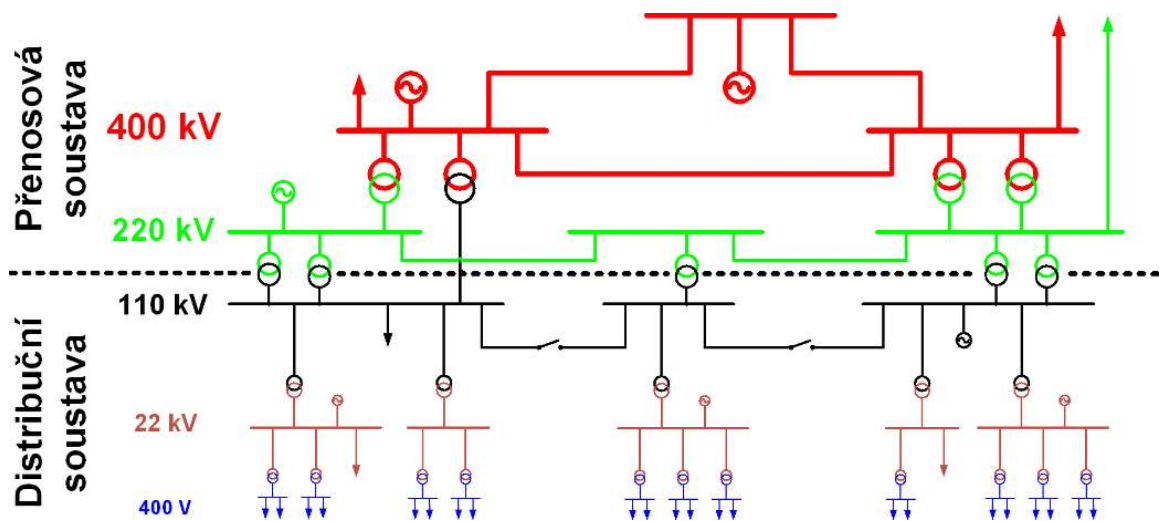 Přenosová
soustava
400 kV
220 kV
Distribuční
soustava
110 kV
22 kV
400 V